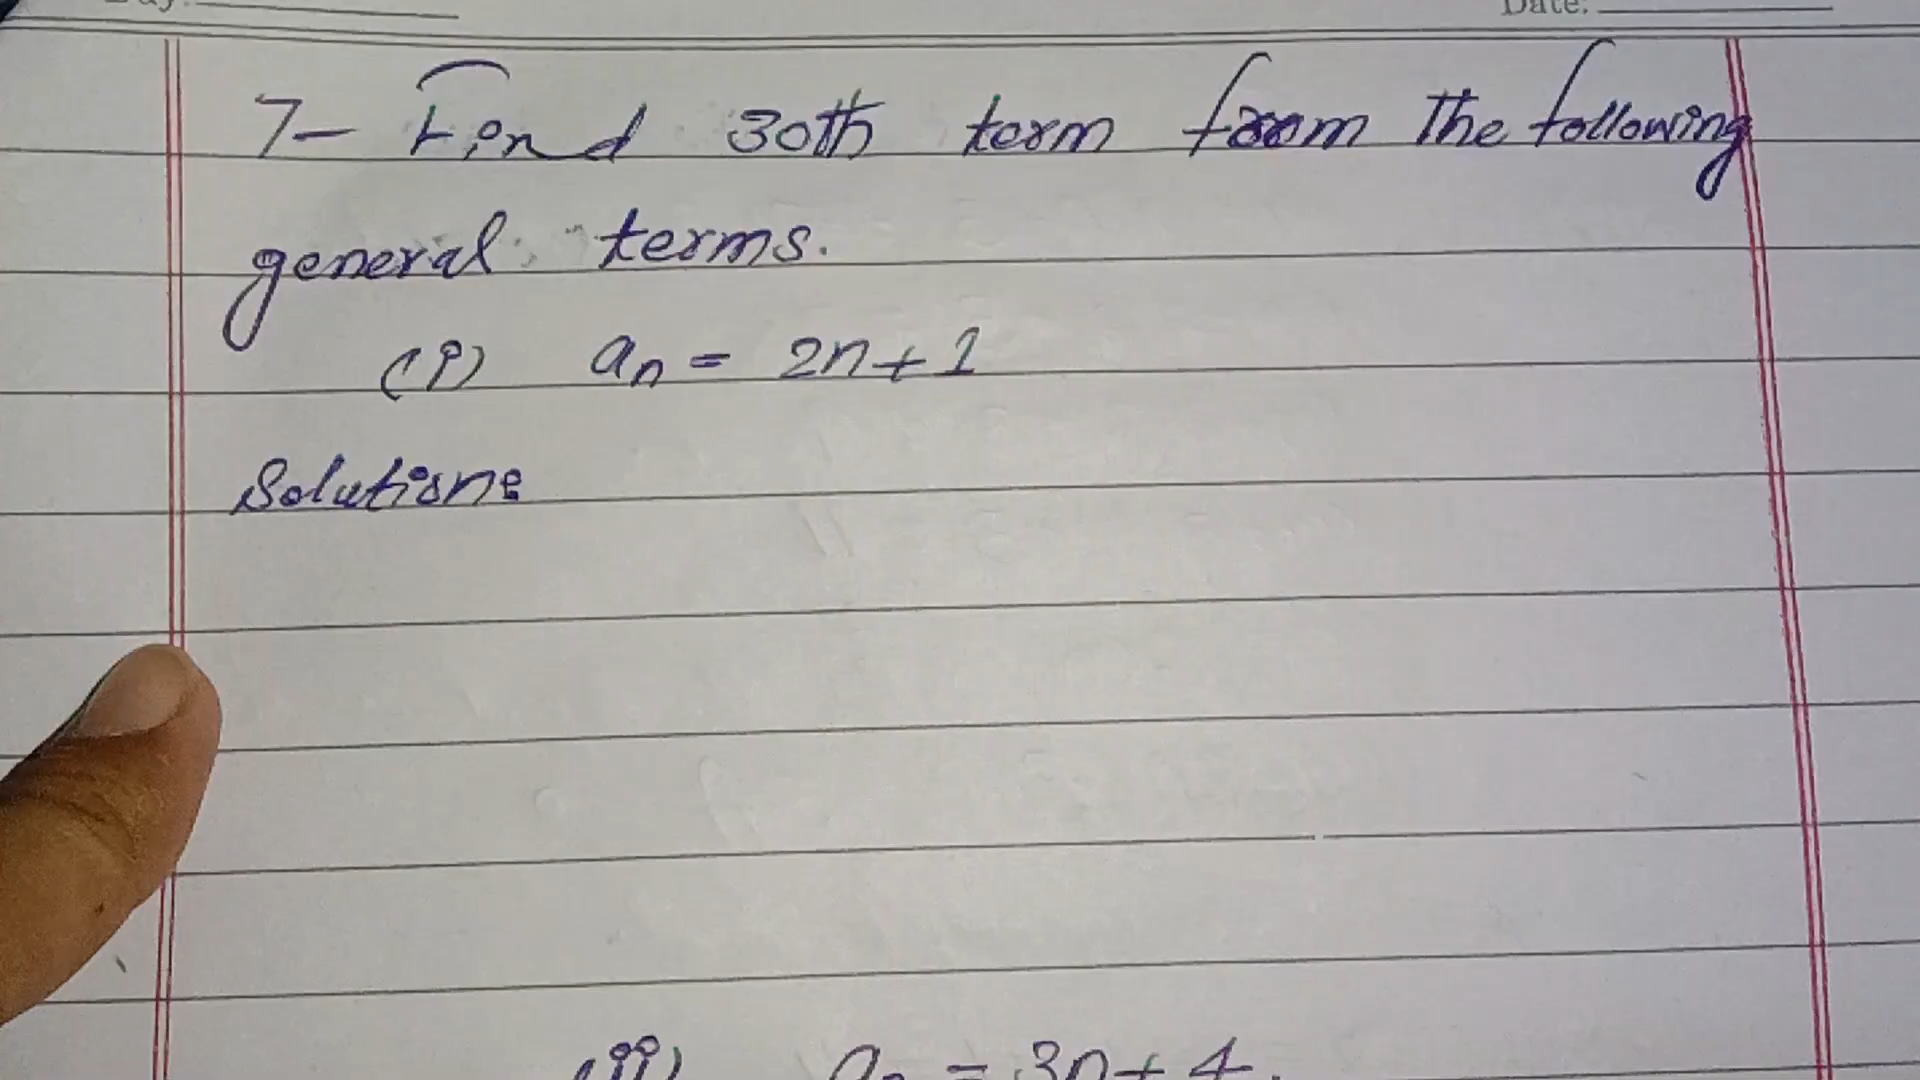 Date:
7- Find 30th term from the following
general terms.
(i) aₙ = 2n+1
Solution:
(ii) aₙ = 3n+4.